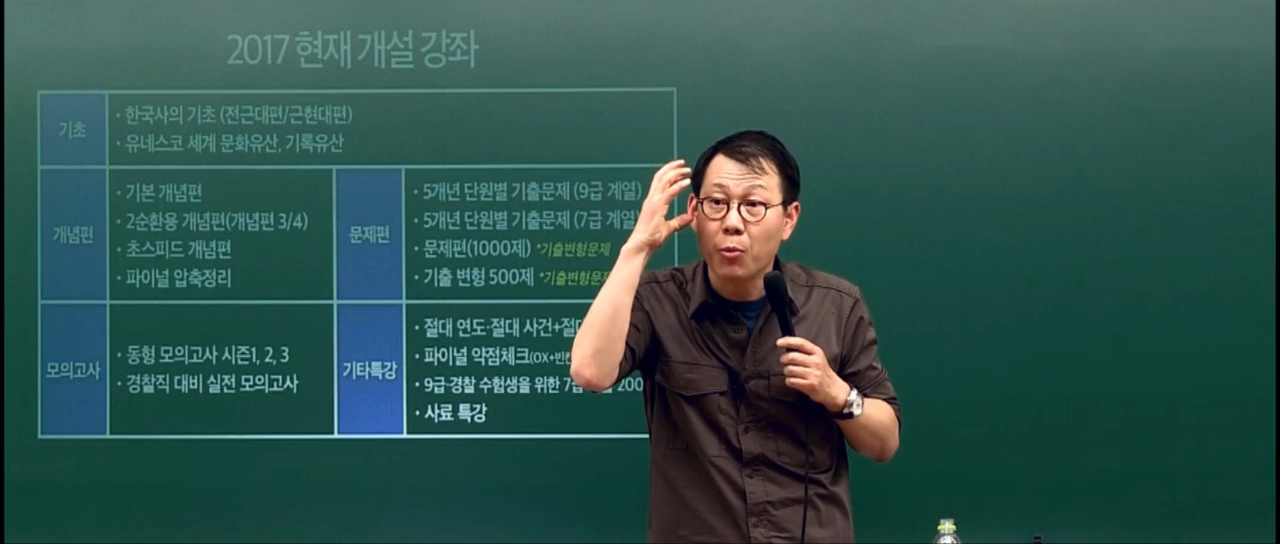 2017 현재 개설 강좌
기초
· 한국사의 기초 (전근대편/근현대편)
· 유네스코 세계 문화유산, 기록유산
개념편
· 기본 개념편
· 2순환용 개념편(개념편 3/4)
· 초스피드 개념편
· 파이널 압축정리
문제편
· 5개년 단원별 기출문제 (9급 계열)
· 5개년 단원별 기출문제 (7급 계열)
· 문제편(1000제) *기출변형문제
· 기출 변형 500제 *기출변형문제
모의고사
· 동형 모의고사 시즌1, 2, 3
· 경찰직 대비 실전 모의고사
기타특강
· 절대 연도·절대 사건+절대
· 파이널 약점체크(OX+빈칸
· 9급·경찰 수험생을 위한 7급 200
· 사료 특강